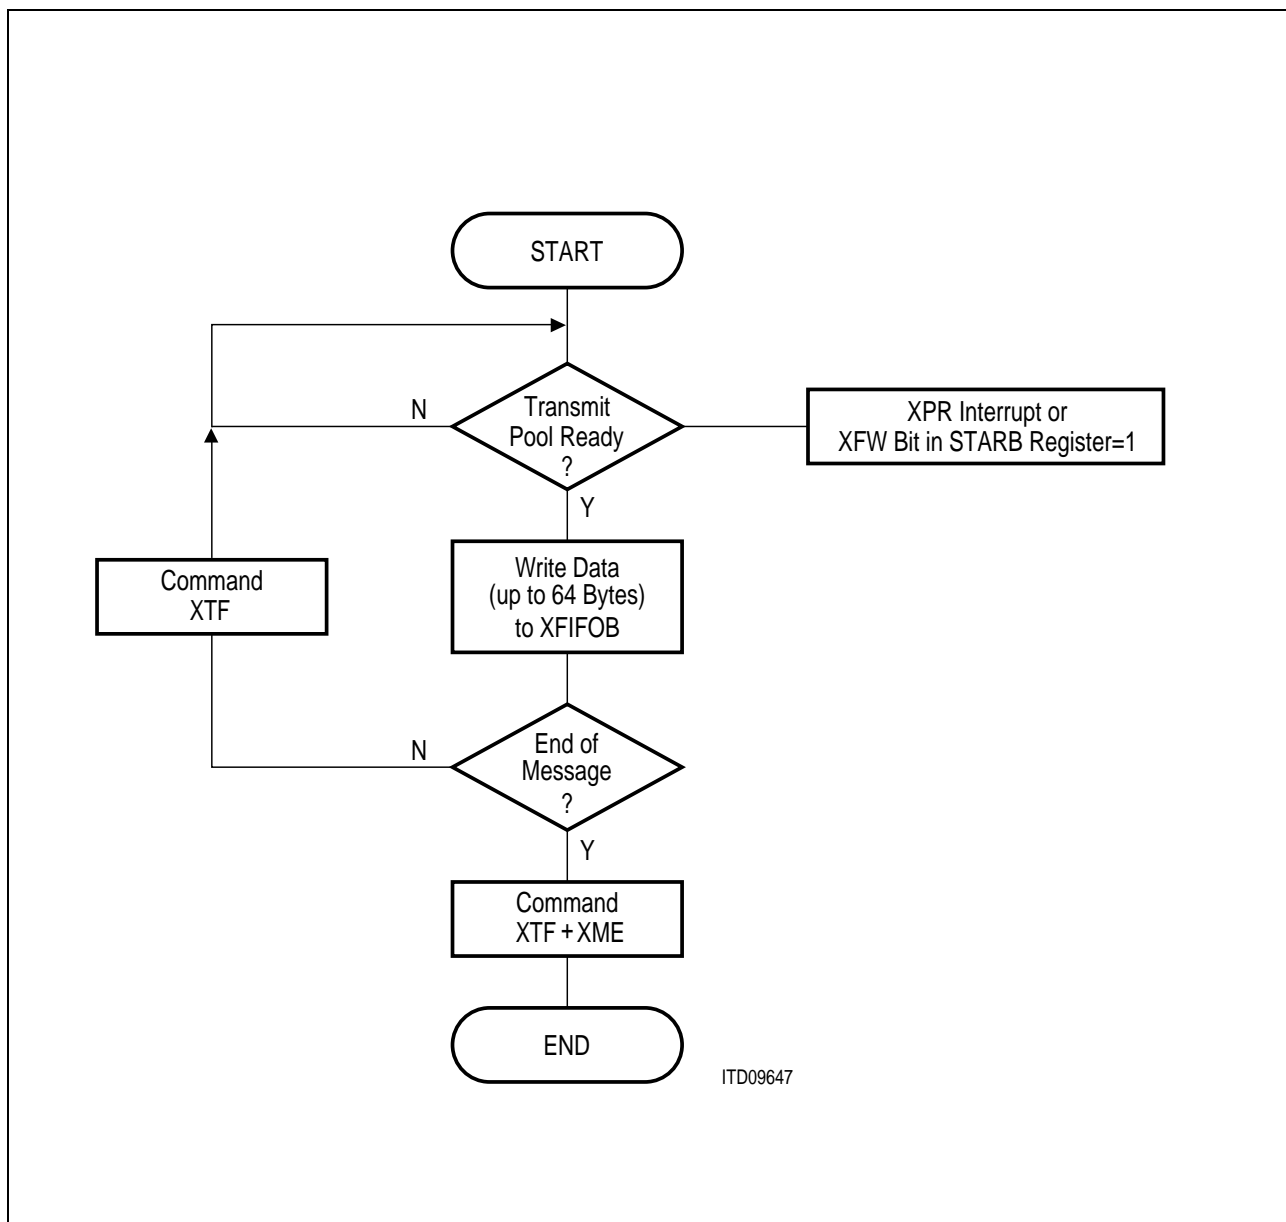 START
N
Transmit
Pool Ready
?
XPR Interrupt or
XFW Bit in STARB Register=1
Y
Write Data
(up to 64 Bytes)
to XFIFOB
Command
XTF
N
End of
Message
?
Y
Command
XTF + XME
END
ITD09647